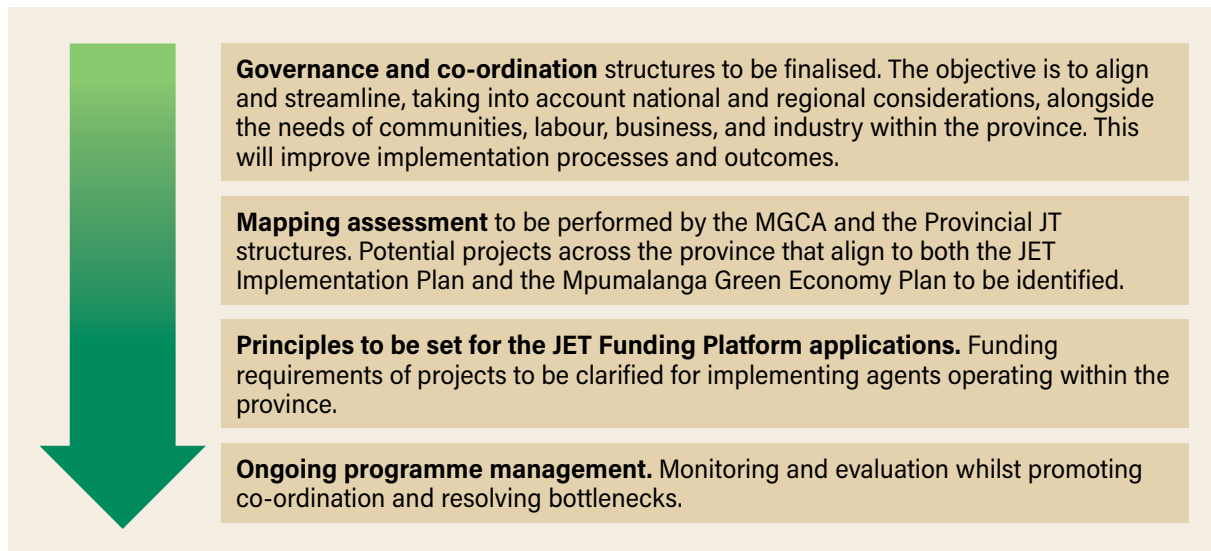 Governance and co-ordination structures to be finalised. The objective is to align
and streamline, taking into account national and regional considerations, alongside
the needs of communities, labour, business, and industry within the province. This
will improve implementation processes and outcomes.
Mapping assessment to be performed by the MGCA and the Provincial JT
structures. Potential projects across the province that align to both the JET
Implementation Plan and the Mpumalanga Green Economy Plan to be identified.
Principles to be set for the JET Funding Platform applications. Funding
requirements of projects to be clarified for implementing agents operating within the
province.
Ongoing programme management. Monitoring and evaluation whilst promoting
co-ordination and resolving bottlenecks.